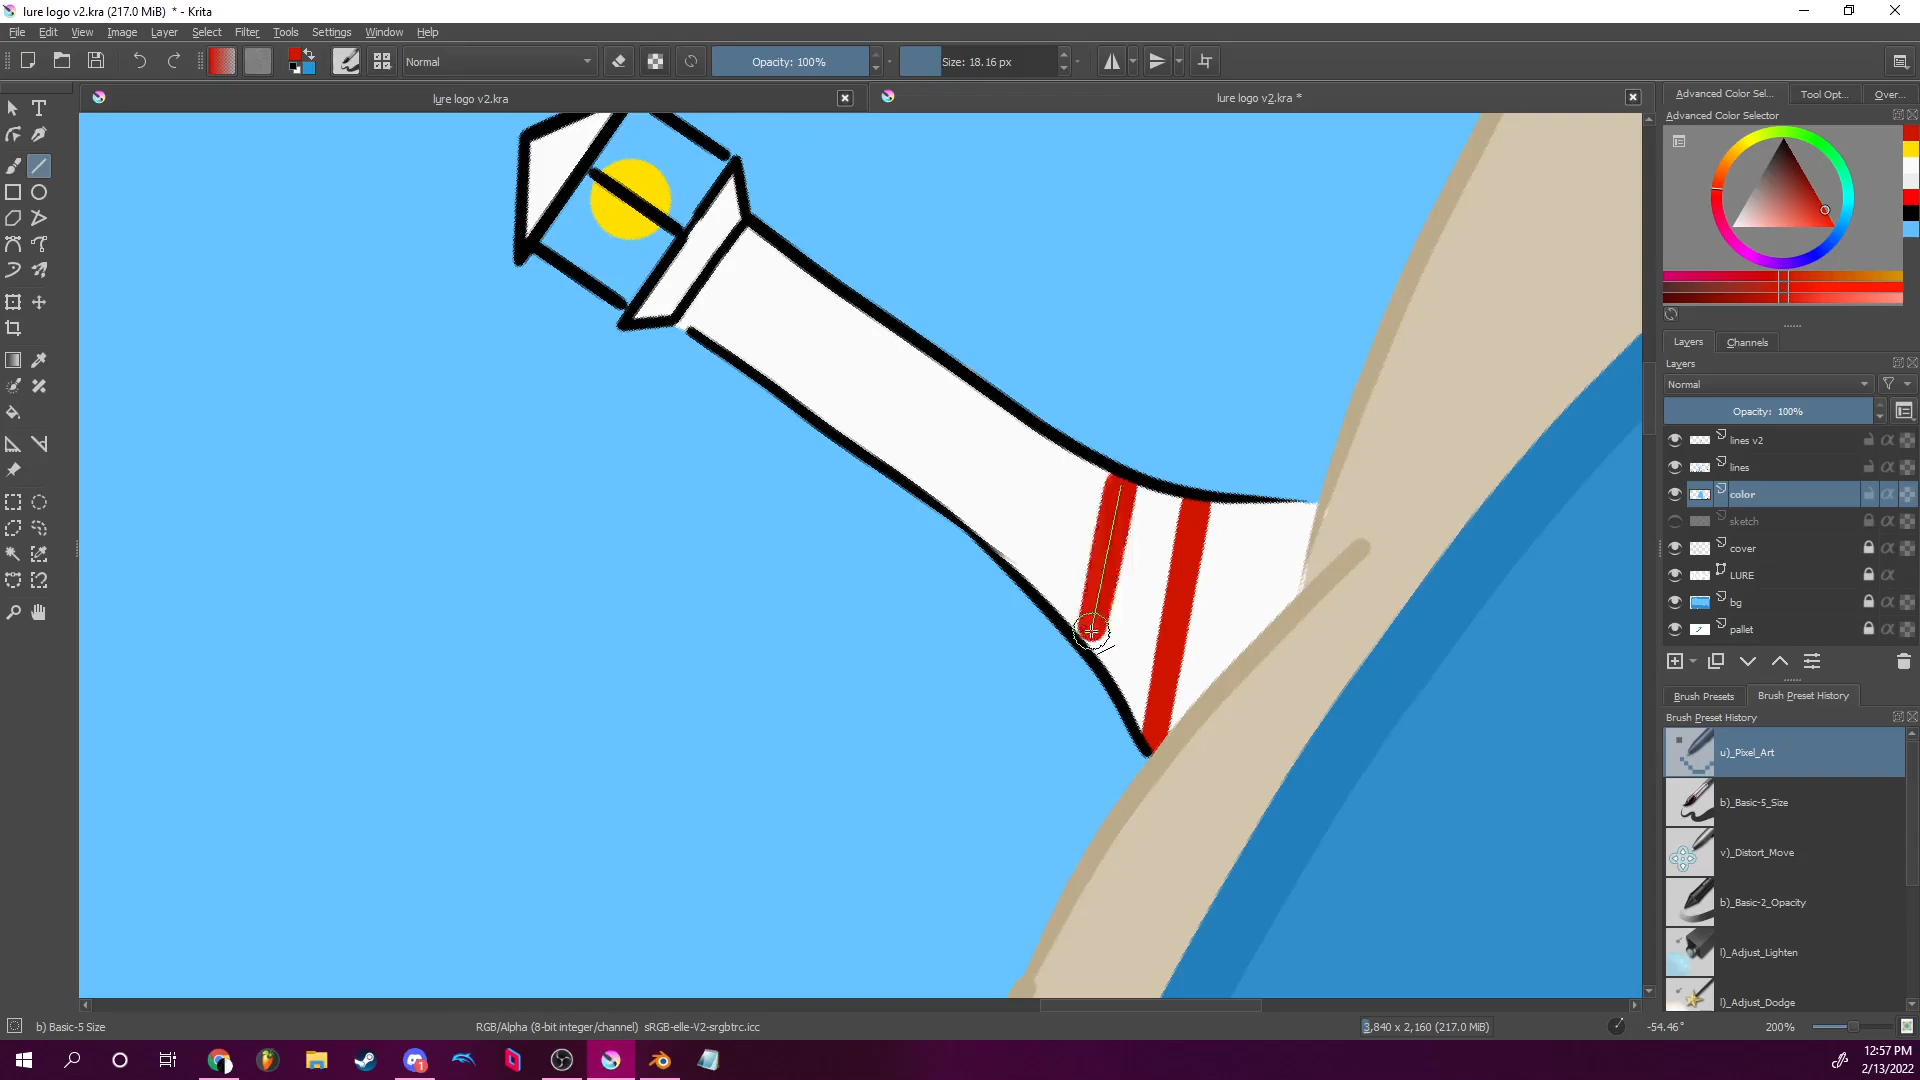 lure logo v2.kra (217.0 MiB)  * - Krita
File Edit View Image Layer Select Filter Tools Settings Window Help
Normal
Opacity: 100%
Size: 18.16 px
lure logo v2.kra
lure logo v2.kra *
Advanced Color Sel...
Tool Opt...
Over...
Advanced Color Selector
Layers
Channels
Layers
Normal
Opacity: 100%
lines v2
lines
color
sketch
cover
LURE
bg
pallet
Brush Presets
Brush Preset History
Brush Preset History
u)_Pixel_Art
b)_Basic-5_Size
v)_Distort_Move
b)_Basic-2_Opacity
l)_Adjust_Lighten
l)_Adjust_Dodge
b) Basic-5 Size
RGB/Alpha (8-bit integer/channel)  sRGB-elle-V2-srgbtrc.icc
3,840 x 2,160 (217.0 MiB)
-54.46°
200%
1
12:57 PM
2/13/2022